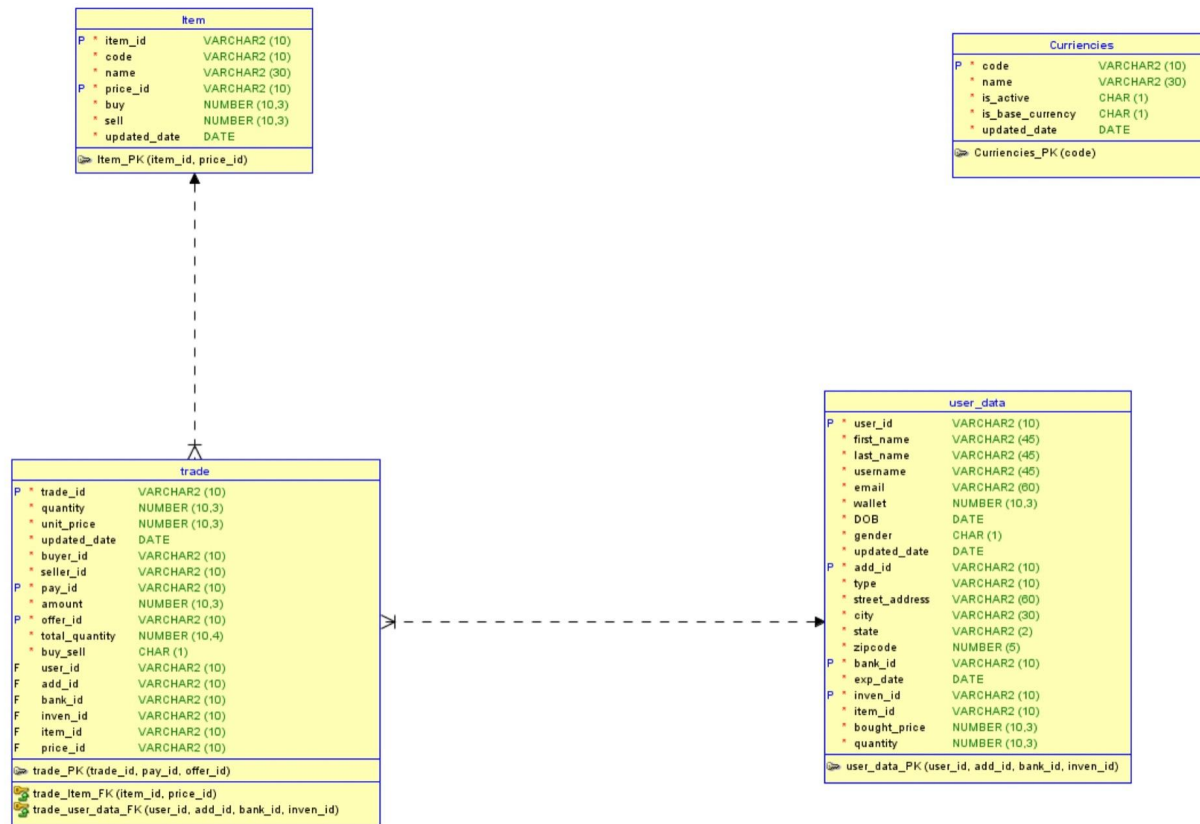 Item
P * item_id VARCHAR2 (10)
* code VARCHAR2 (10)
* name VARCHAR2 (30)
P * price_id VARCHAR2 (10)
* buy NUMBER (10,3)
* sell NUMBER (10,3)
* updated_date DATE
Item_PK (item_id, price_id)
Curriencies
P * code VARCHAR2 (10)
* name VARCHAR2 (30)
* is_active CHAR (1)
* is_base_currency CHAR (1)
* updated_date DATE
Curriencies_PK (code)
trade
P * trade_id VARCHAR2 (10)
* quantity NUMBER (10,3)
* unit_price NUMBER (10,3)
* updated_date DATE
* buyer_id VARCHAR2 (10)
* seller_id VARCHAR2 (10)
P * pay_id VARCHAR2 (10)
* amount NUMBER (10,3)
P * offer_id VARCHAR2 (10)
* total_quantity NUMBER (10,4)
* buy_sell CHAR (1)
F user_id VARCHAR2 (10)
F add_id VARCHAR2 (10)
F bank_id VARCHAR2 (10)
F inven_id VARCHAR2 (10)
F item_id VARCHAR2 (10)
F price_id VARCHAR2 (10)
trade_PK (trade_id, pay_id, offer_id)
trade_Item_FK (item_id, price_id)
trade_user_data_FK (user_id, add_id, bank_id, inven_id)
user_data
P * user_id VARCHAR2 (10)
* first_name VARCHAR2 (45)
* last_name VARCHAR2 (45)
* username VARCHAR2 (45)
* email VARCHAR2 (60)
* wallet NUMBER (10,3)
* DOB DATE
* gender CHAR (1)
* updated_date DATE
P * add_id VARCHAR2 (10)
* type VARCHAR2 (10)
* street_address VARCHAR2 (60)
* city VARCHAR2 (30)
* state VARCHAR2 (2)
* zipcode NUMBER (5)
P * bank_id VARCHAR2 (10)
* exp_date DATE
P * inven_id VARCHAR2 (10)
* item_id VARCHAR2 (10)
* bought_price NUMBER (10,3)
* quantity NUMBER (10,3)
user_data_PK (user_id, add_id, bank_id, inven_id)